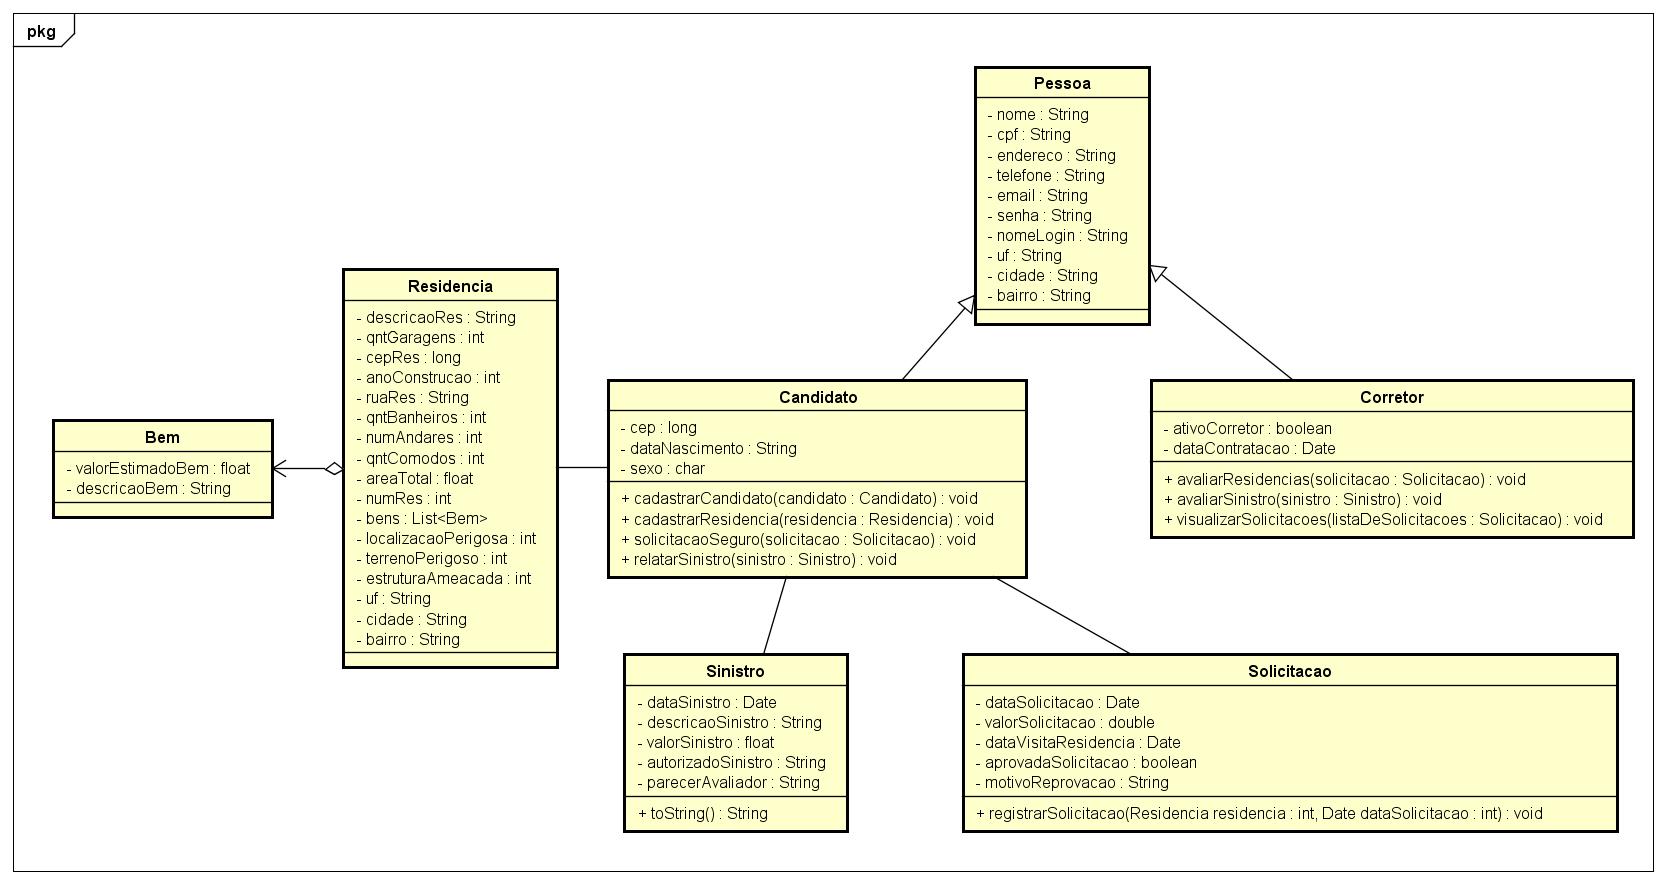 pkg
Pessoa
- nome : String
- cpf : String
- endereco : String
- telefone : String
- email : String
- senha : String
- nomeLogin : String
- uf : String
- cidade : String
- bairro : String
Residencia
- descricaoRes : String
- qntGaragens : int
- cepRes : long
- anoConstrucao : int
- ruaRes : String
- qntBanheiros : int
- numAndares : int
- qntComodos : int
- areaTotal : float
- numRes : int
- bens : List<Bem>
- localizacaoPerigosa : int
- terrenoPerigoso : int
- estruturaAmeacada : int
- uf : String
- cidade : String
- bairro : String
Bem
- valorEstimadoBem : float
- descricaoBem : String
Candidato
- cep : long
- dataNascimento : String
- sexo : char
+ cadastrarCandidato(candidato : Candidato) : void
+ cadastrarResidencia(residencia : Residencia) : void
+ solicitacaoSeguro(solicitacao : Solicitacao) : void
+ relatarSinistro(sinistro : Sinistro) : void
Corretor
- ativoCorretor : boolean
- dataContratacao : Date
+ avaliarResidencias(solicitacao : Solicitacao) : void
+ avaliarSinistro(sinistro : Sinistro) : void
+ visualizarSolicitacoes(listaDeSolicitacoes : Solicitacao) : void
Sinistro
- dataSinistro : Date
- descricaoSinistro : String
- valorSinistro : float
- autorizadoSinistro : String
- parecerAvaliador : String
+ toString() : String
Solicitacao
- dataSolicitacao : Date
- valorSolicitacao : double
- dataVisitaResidencia : Date
- aprovadaSolicitacao : boolean
- motivoReprovacao : String
+ registrarSolicitacao(Residencia residencia : int, Date dataSolicitacao : int) : void